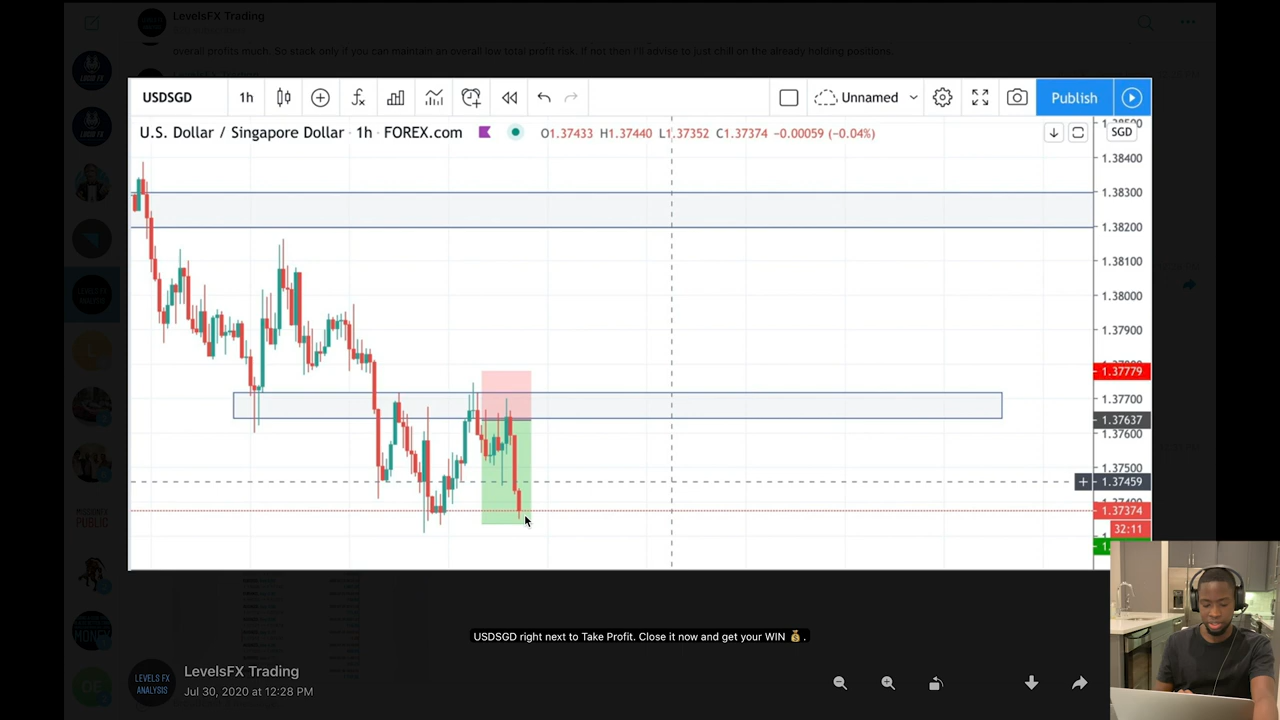 LevelsFX Trading
overall profits much. So stack only if you can maintain an overall low total profit risk. If not then I'll advise to just chill on the already holding positions.
USDSGD 1h Unnamed Publish
U.S. Dollar / Singapore Dollar · 1h · FOREX.com O1.37433 H1.37440 L1.37352 C1.37374 −0.00059 (−0.04%) SGD
1.38400
1.38300
1.38200
1.38100
1.38000
1.37900
1.37779
1.37700
1.37637
1.37600
1.37500
1.37459
1.37374
32:11
MONEY
PUBLIC
USDSGD right next to Take Profit. Close it now and get your WIN 💰.
LEVELS FX
ANALYSIS
LevelsFX Trading
Jul 30, 2020 at 12:28 PM